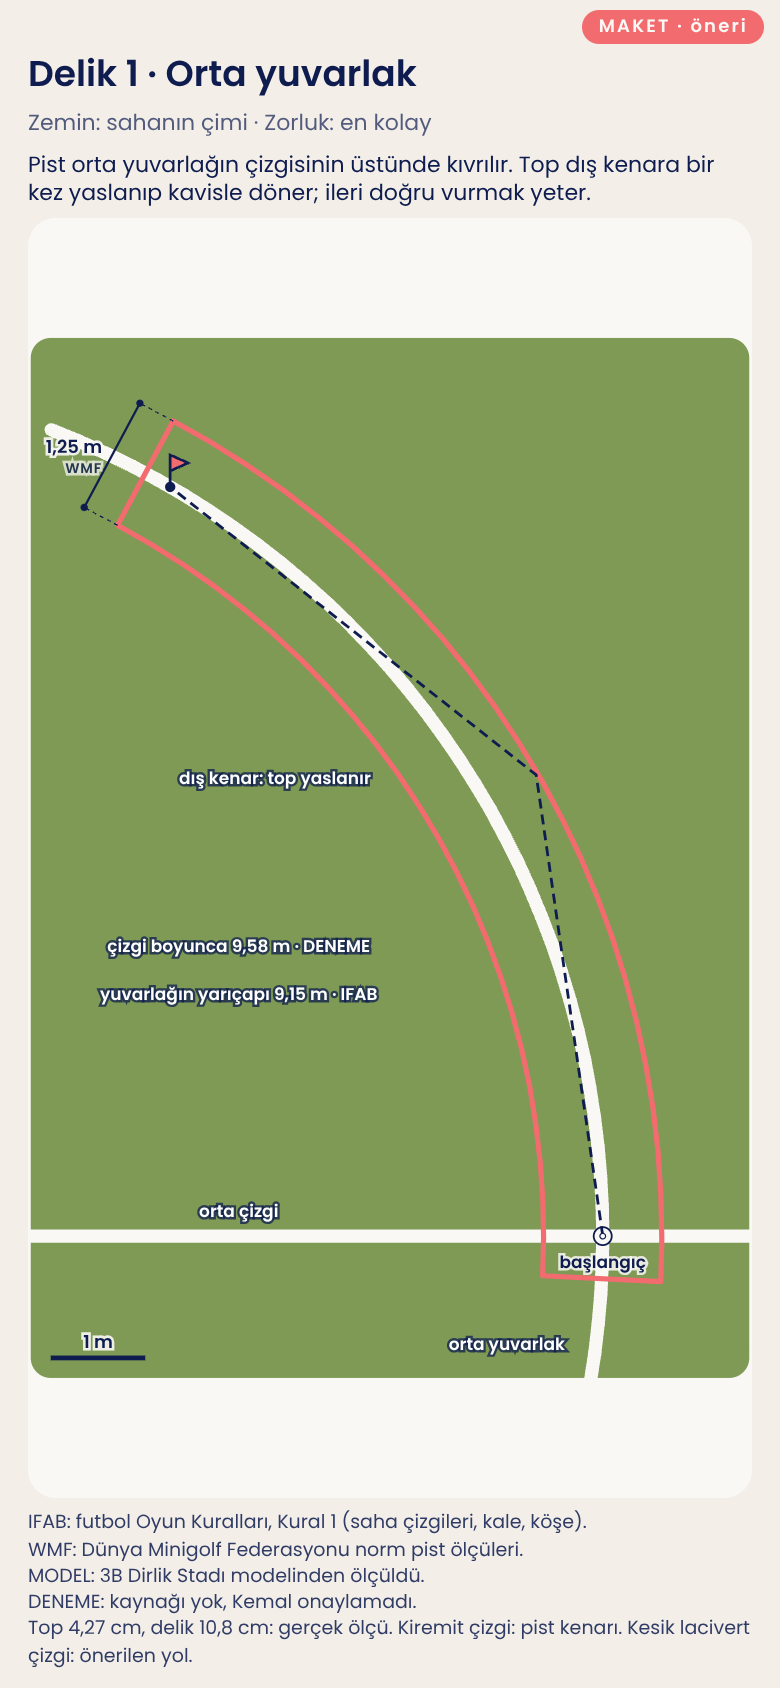 MAKET · öneri
Delik 1 · Orta yuvarlak
Zemin: sahanın çimi · Zorluk: en kolay
Pist orta yuvarlağın çizgisinin üstünde kıvrılır. Top dış kenara bir
kez yaslanıp kavisle döner; ileri doğru vurmak yeter.
1,25 m
WMF
dış kenar: top yaslanır
çizgi boyunca 9,58 m · DENEME
yuvarlağın yarıçapı 9,15 m · IFAB
orta çizgi
başlangıç
1 m
orta yuvarlak
IFAB: futbol Oyun Kuralları, Kural 1 (saha çizgileri, kale, köşe).
WMF: Dünya Minigolf Federasyonu norm pist ölçüleri.
MODEL: 3B Dirlik Stadı modelinden ölçüldü.
DENEME: kaynağı yok, Kemal onaylamadı.
Top 4,27 cm, delik 10,8 cm: gerçek ölçü. Kiremit çizgi: pist kenarı. Kesik lacivert
çizgi: önerilen yol.